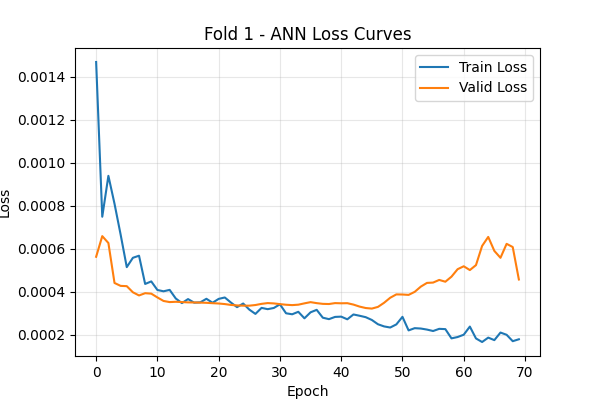 Fold 1 - ANN Loss Curves
Train Loss
Valid Loss
Loss
0.0014
0.0012
0.0010
0.0008
0.0006
0.0004
0.0002
0 10 20 30 40 50 60 70
Epoch